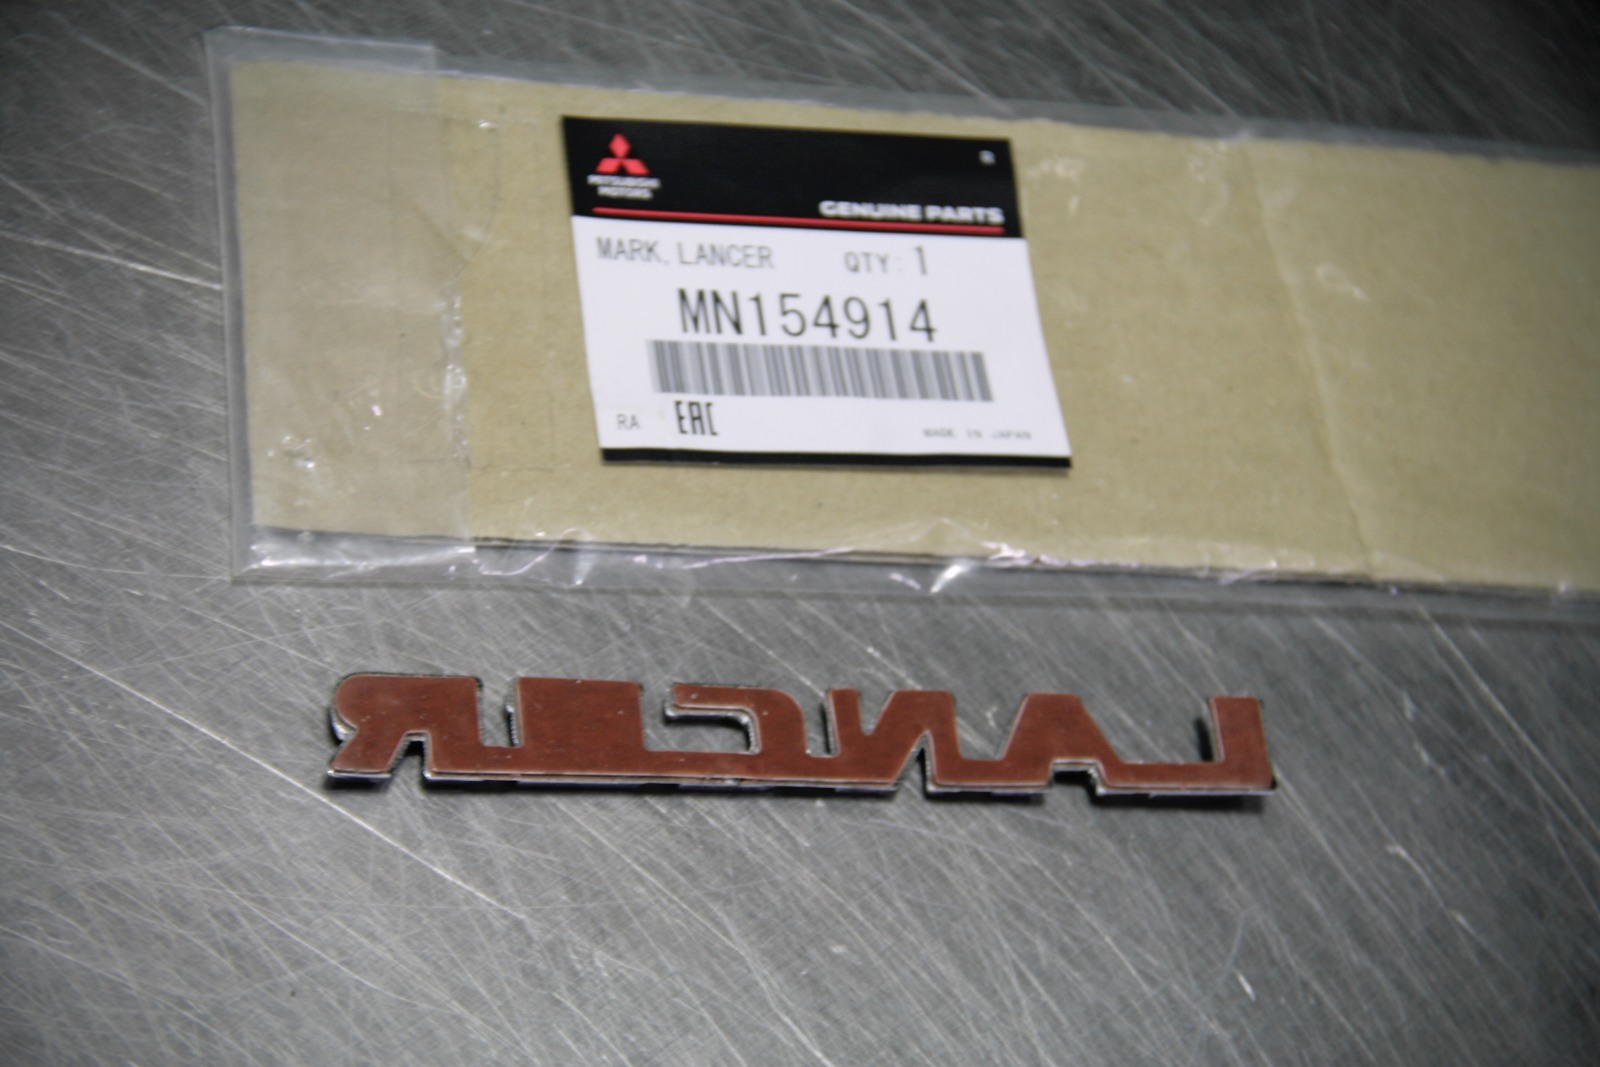 MITSUBISHI
MOTORS
GENUINE PARTS
MARK, LANCER QTY: 1
MN154914
RA EAC
MADE IN JAPAN
LANCER